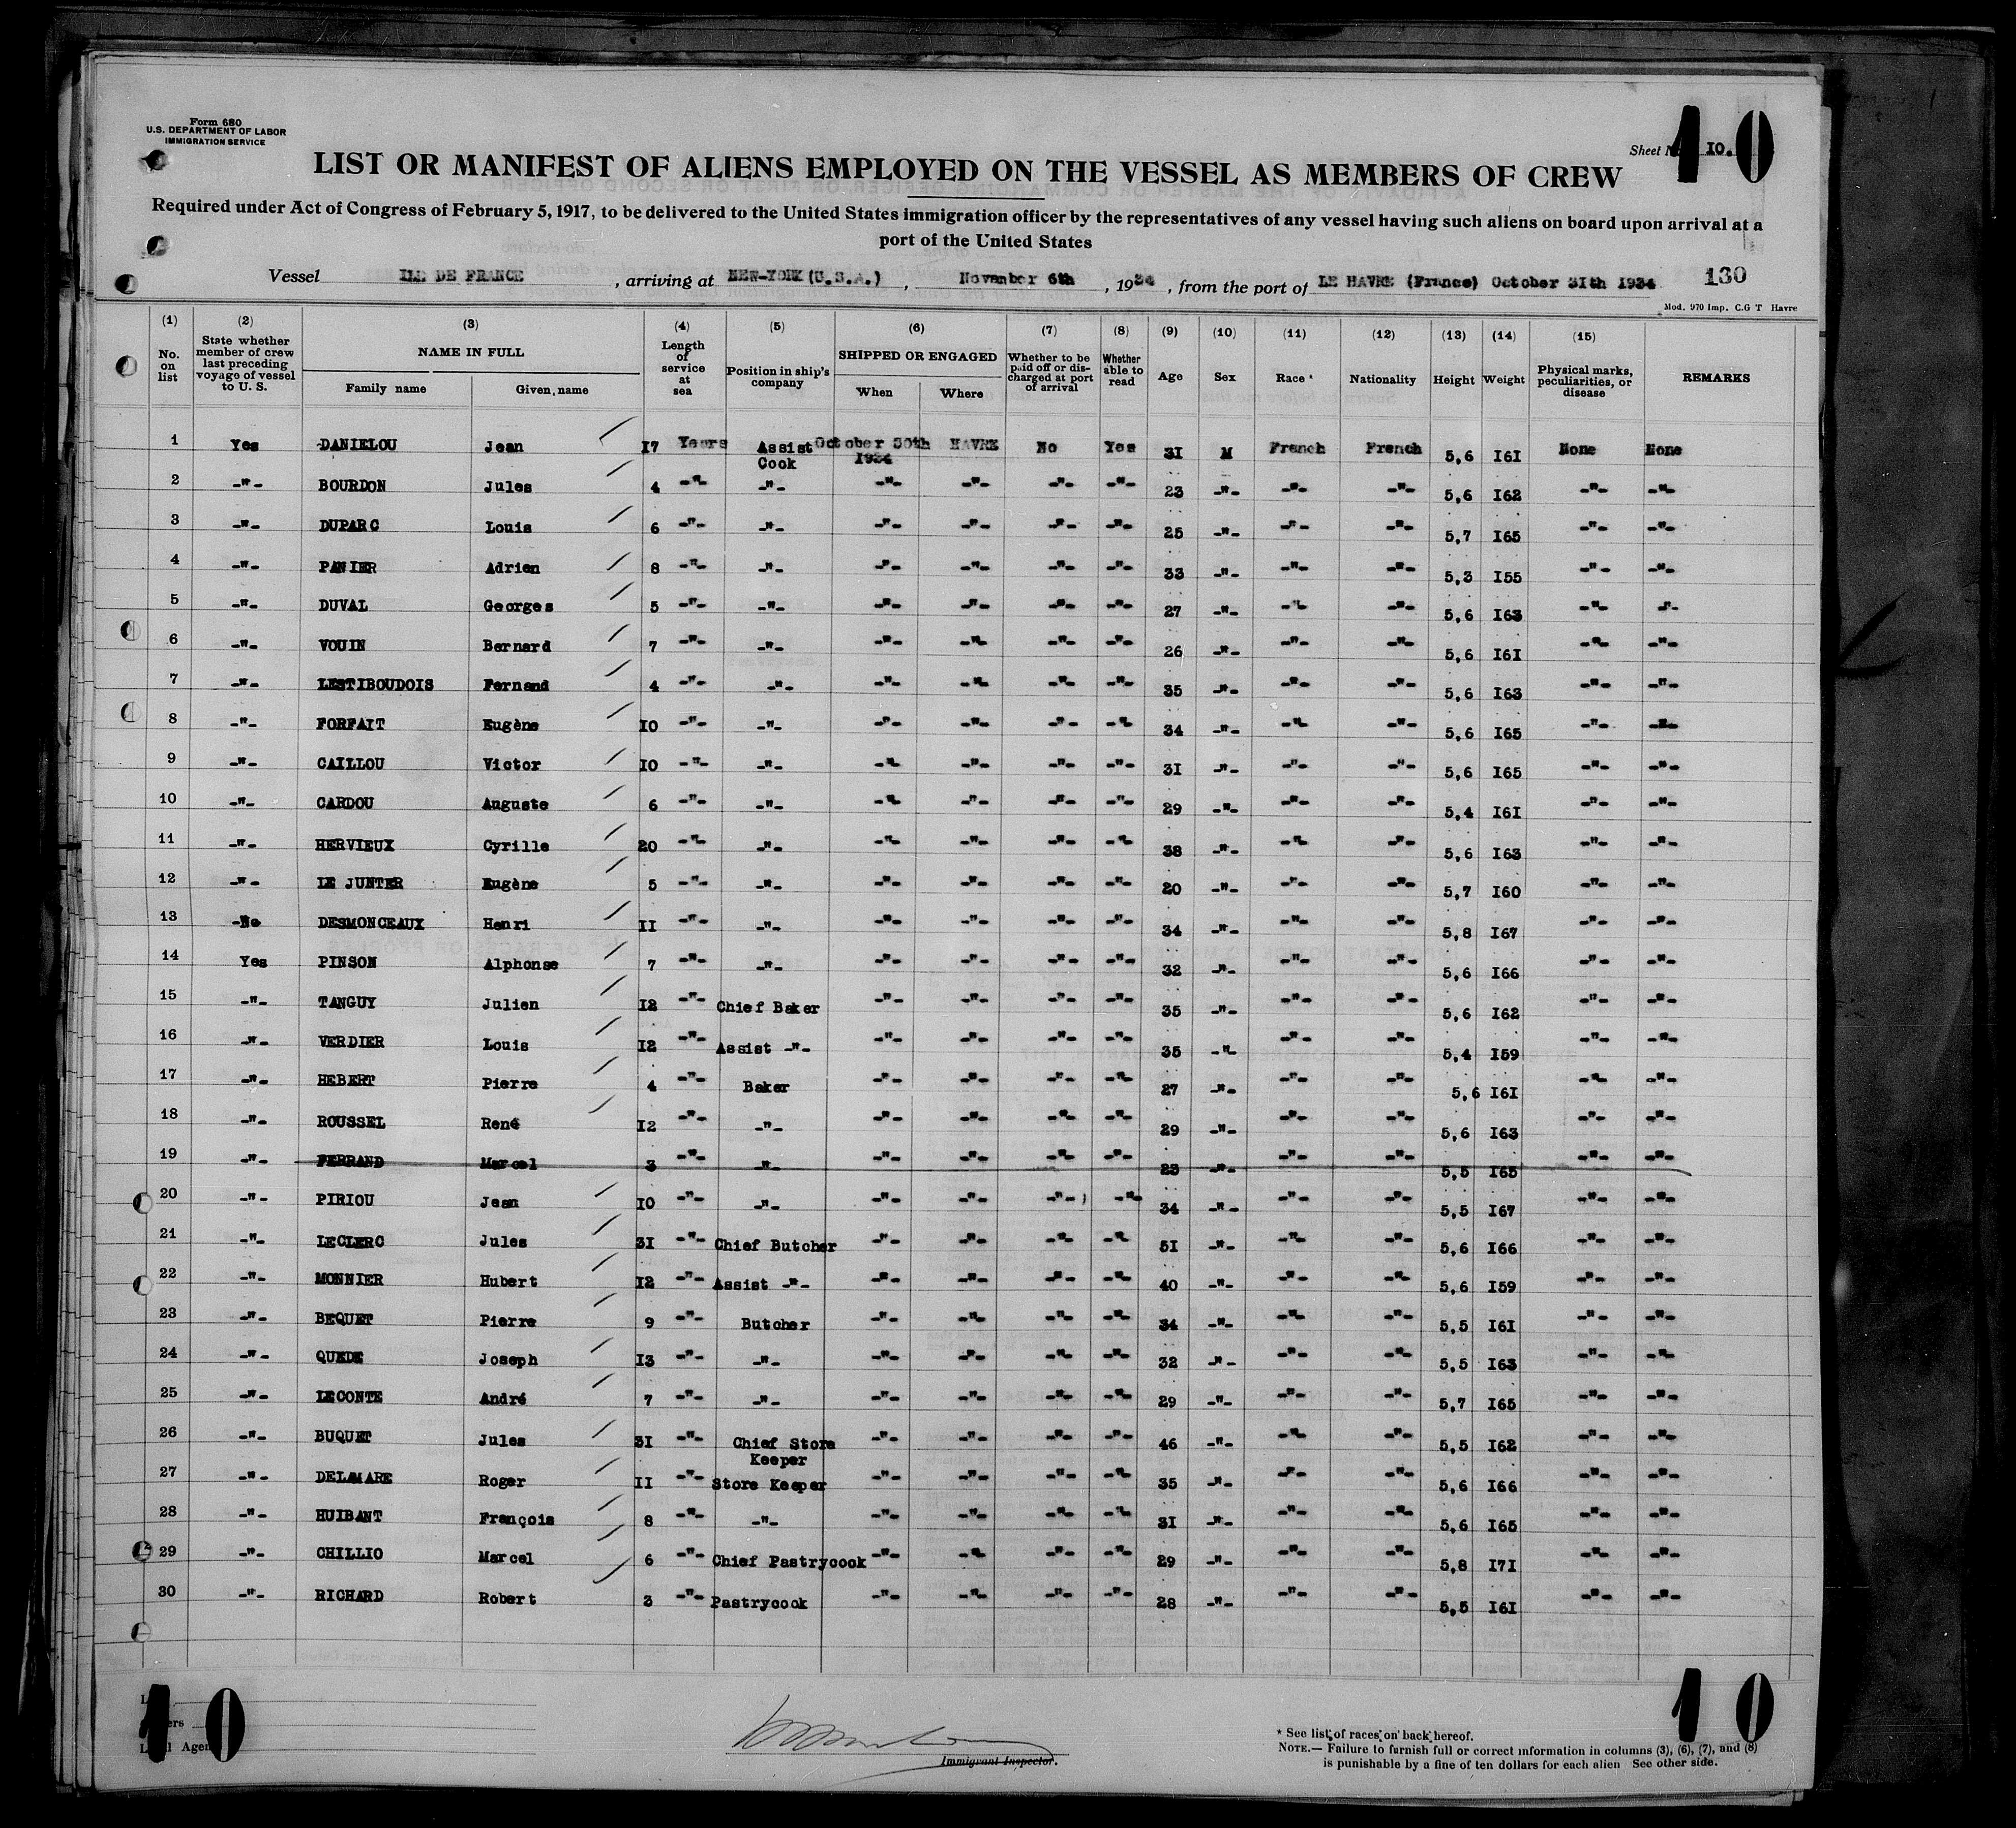 Form 680
U.S. DEPARTMENT OF LABOR
IMMIGRATION SERVICE
Sheet 10.
10
LIST OR MANIFEST OF ALIENS EMPLOYED ON THE VESSEL AS MEMBERS OF CREW
Required under Act of Congress of February 5, 1917, to be delivered to the United States immigration officer by the representatives of any vessel having such aliens on board upon arrival at a
port of the United States
Vessel ILE DE FRANCE, arriving at NEW-YORK (U.S.A.), November 6th, 1934, from the port of LE HAVRE (France) October 31th 1934 130
Mod. 970 Imp. C.G T Havre
(1) No. on list (2) State whether member of crew last preceding voyage of vessel to U. S. (3) NAME IN FULL Family name Given name (4) Length of service at sea (5) Position in ship's company (6) SHIPPED OR ENGAGED When Where (7) Whether to be paid off or discharged at port of arrival (8) Whether able to read (9) Age (10) Sex (11) Race * (12) Nationality (13) Height (14) Weight (15) Physical marks, peculiarities, or disease REMARKS
1 Yes DANIELOU Jean 17 Years Assist Cook October 30th 1934 HAVRE No Yes 31 M French French 5,6 161 None None
2 -"- BOURDON Jules 4 -"- -"- -"- -"- -"- -"- 23 -"- -"- -"- 5,6 162 -"- -"-
3 -"- DUPARC Louis 6 -"- -"- -"- -"- -"- -"- 25 -"- -"- -"- 5,7 165 -"- -"-
4 -"- PANIER Adrien 8 -"- -"- -"- -"- -"- -"- 33 -"- -"- -"- 5,3 155 -"- -"-
5 -"- DUVAL Georges 5 -"- -"- -"- -"- -"- -"- 27 -"- -"- -"- 5,6 163 -"- -"-
6 -"- VOUIN Bernard 7 -"- -"- -"- -"- -"- -"- 26 -"- -"- -"- 5,6 161 -"- -"-
7 -"- LESTIBOUDOIS Fernand 4 -"- -"- -"- -"- -"- -"- 35 -"- -"- -"- 5,6 163 -"- -"-
8 -"- FORFAIT Eugène 10 -"- -"- -"- -"- -"- -"- 34 -"- -"- -"- 5,6 165 -"- -"-
9 -"- CAILLOU Victor 10 -"- -"- -"- -"- -"- -"- 31 -"- -"- -"- 5,6 165 -"- -"-
10 -"- CARDOU Auguste 6 -"- -"- -"- -"- -"- -"- 29 -"- -"- -"- 5,4 161 -"- -"-
11 -"- HERVIEUX Cyrille 20 -"- -"- -"- -"- -"- -"- 38 -"- -"- -"- 5,6 163 -"- -"-
12 -"- LE JUNTER Eugène 5 -"- -"- -"- -"- -"- -"- 20 -"- -"- -"- 5,7 160 -"- -"-
13 -No DESMONCEAUX Henri 11 -"- -"- -"- -"- -"- -"- 34 -"- -"- -"- 5,8 167 -"- -"-
14 Yes PINSON Alphonse 7 -"- -"- -"- -"- -"- -"- 32 -"- -"- -"- 5,6 166 -"- -"-
15 -"- TANGUY Julien 12 -"- Chief Baker -"- -"- -"- -"- 35 -"- -"- -"- 5,6 162 -"- -"-
16 -"- VERDIER Louis 12 -"- Assist -"- -"- -"- -"- -"- 35 -"- -"- -"- 5,4 159 -"- -"-
17 -"- HEBERT Pierre 4 -"- Baker -"- -"- -"- -"- 27 -"- -"- -"- 5,6 161 -"- -"-
18 -"- ROUSSEL René 12 -"- -"- -"- -"- -"- -"- 29 -"- -"- -"- 5,6 163 -"- -"-
19 -"- FERRAND Marcel 3 -"- -"- -"- -"- -"- -"- 23 -"- -"- -"- 5,5 165 -"- -"-
20 -"- PIRIOU Jean 10 -"- -"- -"- -"- -"- -"- 34 -"- -"- -"- 5,5 167 -"- -"-
21 -"- LECLERC Jules 31 -"- Chief Butcher -"- -"- -"- -"- 51 -"- -"- -"- 5,6 166 -"- -"-
22 -"- MONNIER Hubert 12 -"- Assist -"- -"- -"- -"- -"- 40 -"- -"- -"- 5,6 159 -"- -"-
23 -"- BEQUET Pierre 9 -"- Butcher -"- -"- -"- -"- 34 -"- -"- -"- 5,5 161 -"- -"-
24 -"- QUEDE Joseph 13 -"- -"- -"- -"- -"- -"- 32 -"- -"- -"- 5,5 163 -"- -"-
25 -"- LECONTE André 7 -"- -"- -"- -"- -"- -"- 29 -"- -"- -"- 5,7 165 -"- -"-
26 -"- BUQUET Jules 31 -"- Chief Store Keeper -"- -"- -"- -"- 46 -"- -"- -"- 5,5 162 -"- -"-
27 -"- DELAMARE Roger 11 -"- Store Keeper -"- -"- -"- -"- 35 -"- -"- -"- 5,6 166 -"- -"-
28 -"- HUIBANT François 8 -"- -"- -"- -"- -"- -"- 31 -"- -"- -"- 5,6 165 -"- -"-
29 -"- CHILLIO Marcel 6 -"- Chief Pastrycook -"- -"- -"- -"- 29 -"- -"- -"- 5,8 171 -"- -"-
30 -"- RICHARD Robert 3 -"- Pastrycook -"- -"- -"- -"- 28 -"- -"- -"- 5,5 161 -"- -"-
10
Immigrant Inspector.
* See list of races on back hereof.
NOTE.— Failure to furnish full or correct information in columns (3), (6), (7), and (8)
is punishable by a fine of ten dollars for each alien See other side.
10